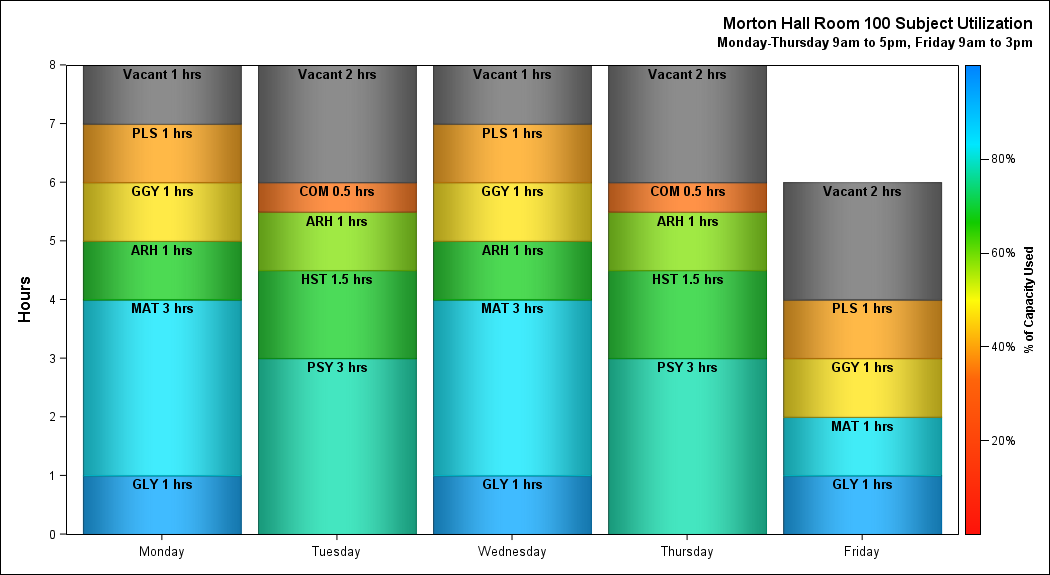 Morton Hall Room 100 Subject Utilization
Monday-Thursday 9am to 5pm, Friday 9am to 3pm
Hours
8
7
6
5
4
3
2
1
0
Vacant 1 hrs
PLS 1 hrs
GGY 1 hrs
ARH 1 hrs
MAT 3 hrs
GLY 1 hrs
Vacant 2 hrs
COM 0.5 hrs
ARH 1 hrs
HST 1.5 hrs
PSY 3 hrs
Vacant 1 hrs
PLS 1 hrs
GGY 1 hrs
ARH 1 hrs
MAT 3 hrs
GLY 1 hrs
Vacant 2 hrs
COM 0.5 hrs
ARH 1 hrs
HST 1.5 hrs
PSY 3 hrs
Vacant 2 hrs
PLS 1 hrs
GGY 1 hrs
MAT 1 hrs
GLY 1 hrs
Monday
Tuesday
Wednesday
Thursday
Friday
80%
60%
40%
20%
% of Capacity Used